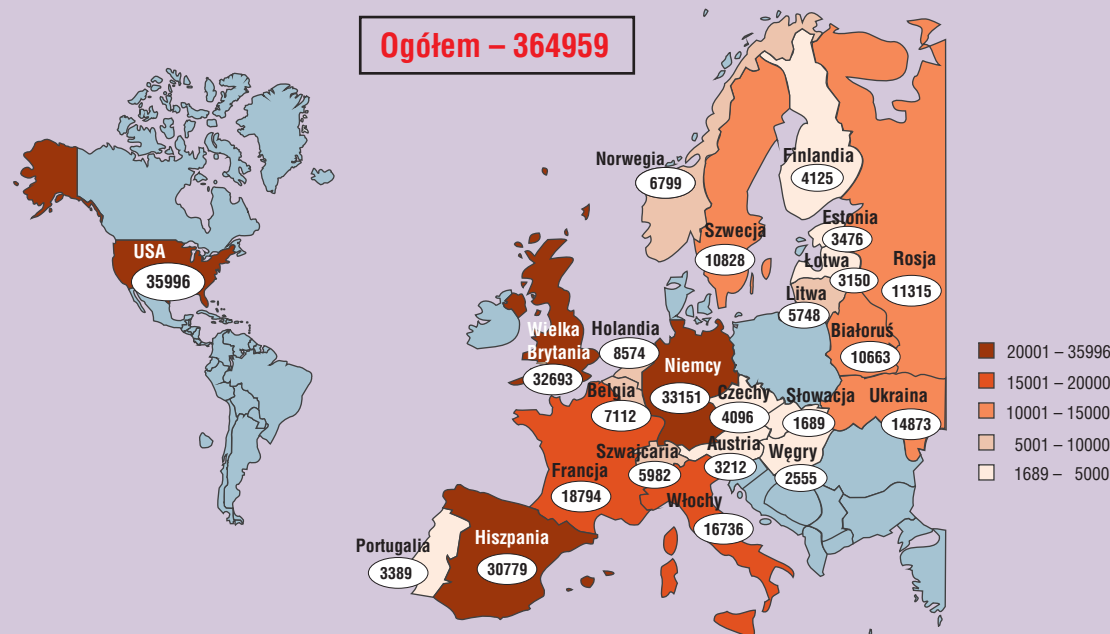 Ogółem – 364959
Norwegia
6799
Finlandia
4125
Szwecja
10828
Estonia
3476
Łotwa
3150
Rosja
11315
Litwa
5748
USA
35996
Wielka
Brytania
32693
Holandia
8574
Niemcy
33151
Białoruś
10663
Belgia
7112
Czechy
4096
Słowacja
1689
Ukraina
14873
Szwajcaria
5982
Austria
3212
Węgry
2555
Francja
18794
Włochy
16736
Portugalia
3389
Hiszpania
30779
20001 – 35996
15001 – 20000
10001 – 15000
5001 – 10000
1689 – 5000